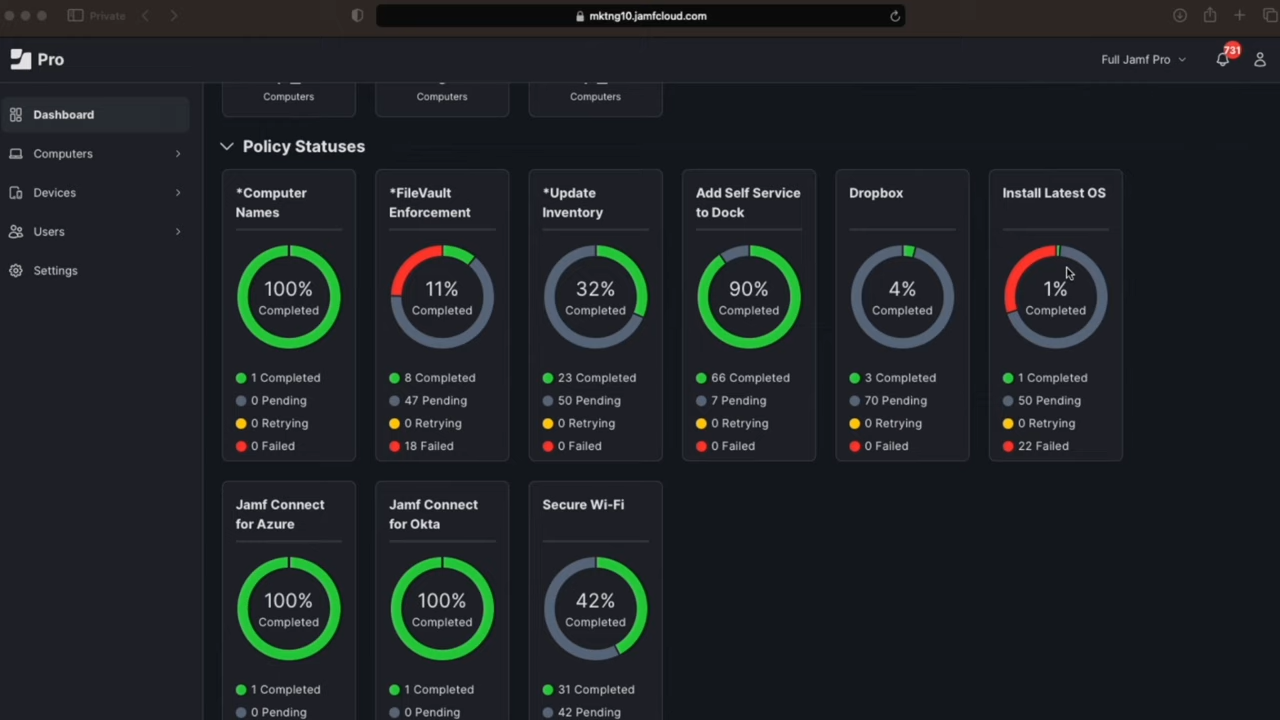 Private
mktng10.jamfcloud.com
Pro
Full Jamf Pro
731
Dashboard
Computers
Devices
Users
Settings
Computers
Computers
Computers
Policy Statuses
*Computer
Names
100%
Completed
1 Completed
0 Pending
0 Retrying
0 Failed
*FileVault
Enforcement
11%
Completed
8 Completed
47 Pending
0 Retrying
18 Failed
*Update
Inventory
32%
Completed
23 Completed
50 Pending
0 Retrying
0 Failed
Add Self Service
to Dock
90%
Completed
66 Completed
7 Pending
0 Retrying
0 Failed
Dropbox
4%
Completed
3 Completed
70 Pending
0 Retrying
0 Failed
Install Latest OS
1%
Completed
1 Completed
50 Pending
0 Retrying
22 Failed
Jamf Connect
for Azure
100%
Completed
1 Completed
0 Pending
Jamf Connect
for Okta
100%
Completed
1 Completed
0 Pending
Secure Wi-Fi
42%
Completed
31 Completed
42 Pending